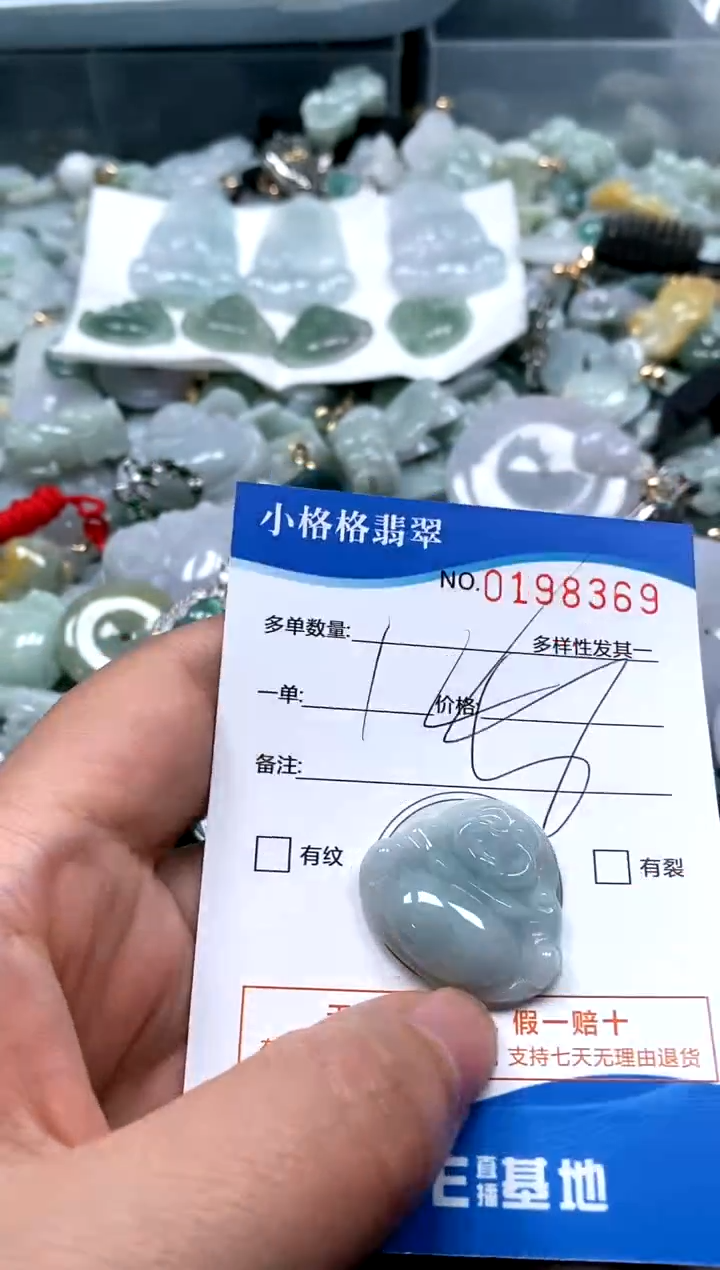 小格格翡翠
NO.0198369
多单数量:
多样性发其一
一单:
价格:
备注:
有纹
有裂
假一赔十
支持七天无理由退货
直播基地